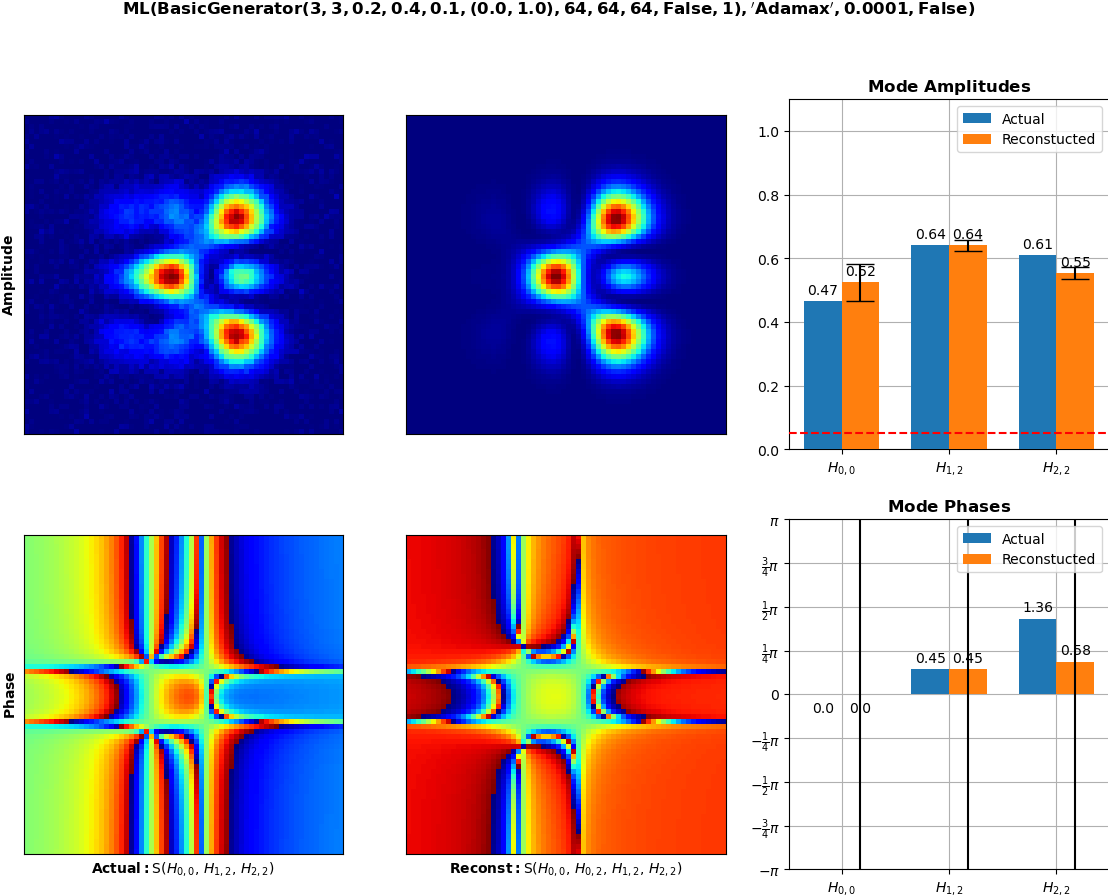 ML(BasicGenerator(3, 3, 0.2, 0.4, 0.1, (0.0, 1.0), 64, 64, 64, False, 1), 'Adamax', 0.0001, False)
Amplitude
Mode Amplitudes
Actual
Reconstucted
1.0
0.8
0.6
0.4
0.2
0.0
0.47
0.52
0.64
0.64
0.61
0.55
H0,0
H1,2
H2,2
Phase
Actual: S(H0,0, H1,2, H2,2)
Reconst: S(H0,0, H0,2, H1,2, H2,2)
Mode Phases
Actual
Reconstucted
π
3/4π
1/2π
1/4π
0
−1/4π
−1/2π
−3/4π
−π
0.0
0.0
0.45
0.45
1.36
0.58
H0,0
H1,2
H2,2